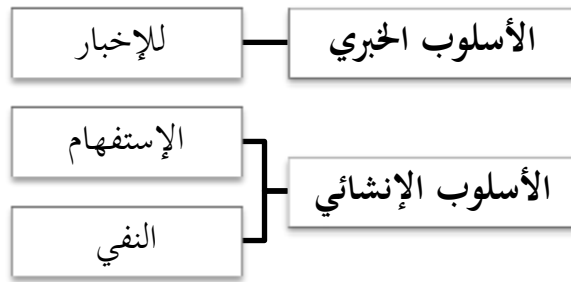 الأسلوب الخبري
للإخبار
الأسلوب الإنشائي
الإستفهام
النفي